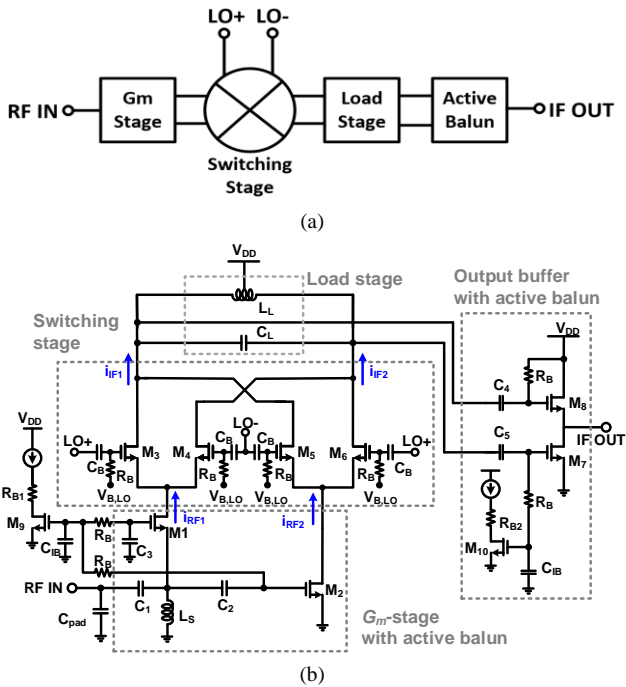 LO+ LO-
RF IN
Gm
Stage
Switching
Stage
Load
Stage
Active
Balun
IF OUT
(a)
VDD
Load stage
LL
CL
Switching
stage
iIF1
iIF2
Output buffer
with active balun
VDD
RB
C4
M8
IF OUT
C5
M7
RB
RB2
M10
CIB
VDD
RB1
M9
CIB
LO+
CB
RB
M3
VB,LO
M4
RB
CB
VB,LO
LO-
CB
RB
M5
VB,LO
M6
RB
CB
LO+
VB,LO
iRF1
iRF2
RB
C3
M1
RB
RF IN
C1
C2
M2
Cpad
LS
Gm-stage
with active balun
(b)